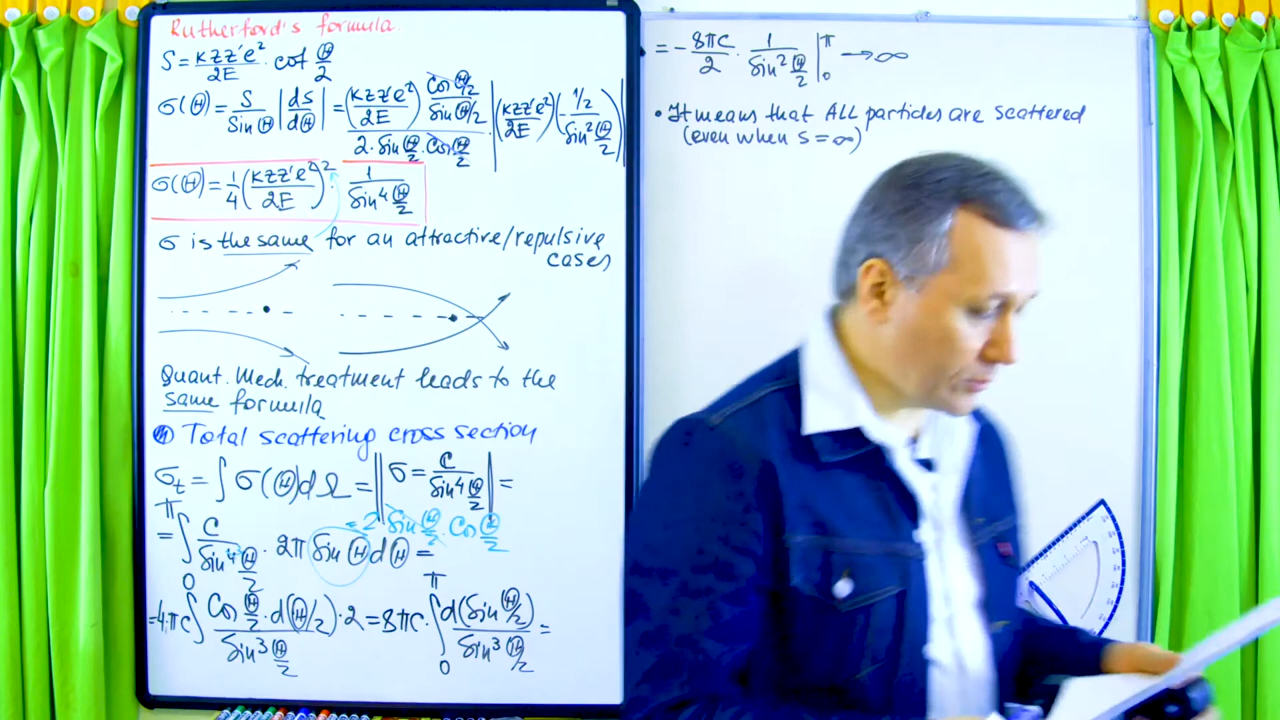 Rutherford's formula.
S = kzz'e²/2E · cot Θ/2
σ(Θ) = S/Sin Θ |ds/dΘ| = (kzz'e²/2E) Cos Θ/2 / Sin Θ/2 / 2·Sin Θ/2·Cos Θ/2 · |(kzz'e²/2E)(-1/2 / Sin² Θ/2)|
σ(Θ) = 1/4 (kzz'e²/2E)² · 1/Sin⁴ Θ/2
σ is the same for an attractive/repulsive
cases
Quant. Mech. treatment leads to the
same formula
Total scattering cross section
σt = ∫ σ(Θ)dΩ = ‖σ = C/Sin⁴ Θ/2‖ =
= 2 Sin Θ/2 · Cos Θ/2
= ∫₀^π C/Sin⁴ Θ/2 · 2π Sin Θ dΘ =
= 4·πC ∫ Cos Θ/2 · d(Θ/2)·2 / Sin³ Θ/2 = 8πC · ∫₀^π d(Sin Θ/2) / Sin³ Θ/2 =
= - 8πC/2 · 1/Sin² Θ/2 |₀^π → ∞
• It means that ALL particles are scattered
(even when s = ∞)